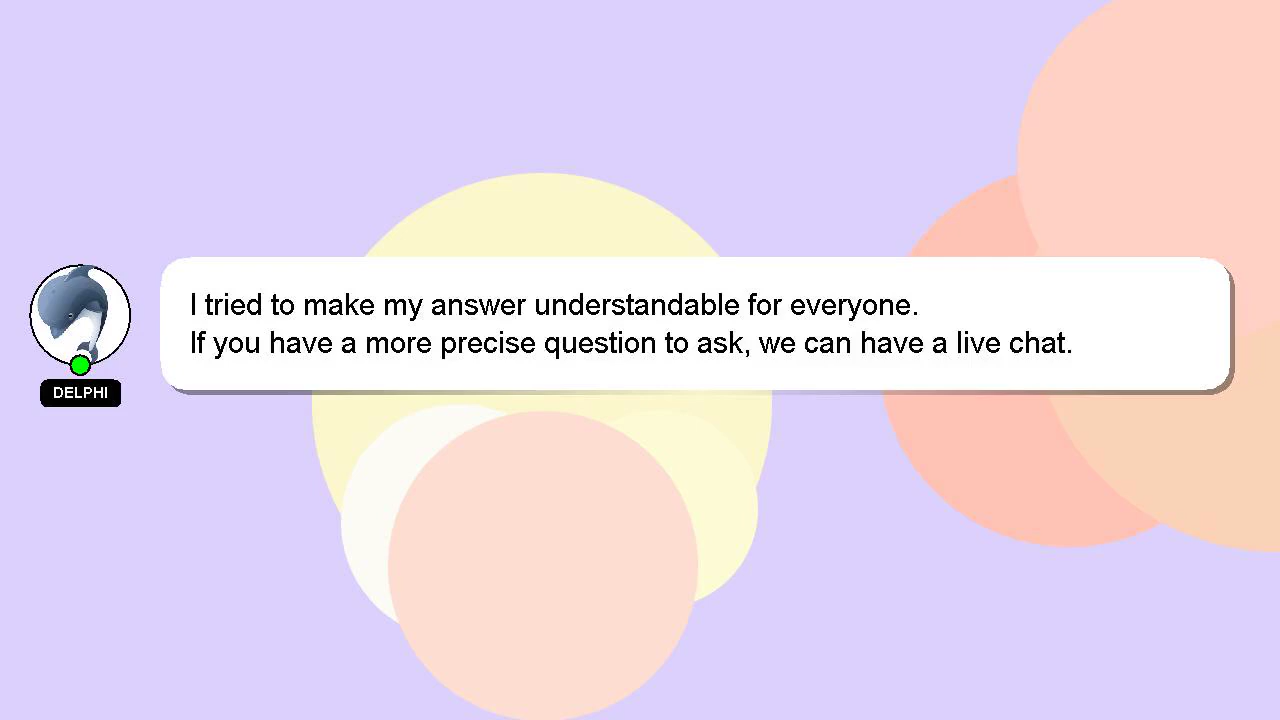 I tried to make my answer understandable for everyone.
If you have a more precise question to ask, we can have a live chat.
DELPHI